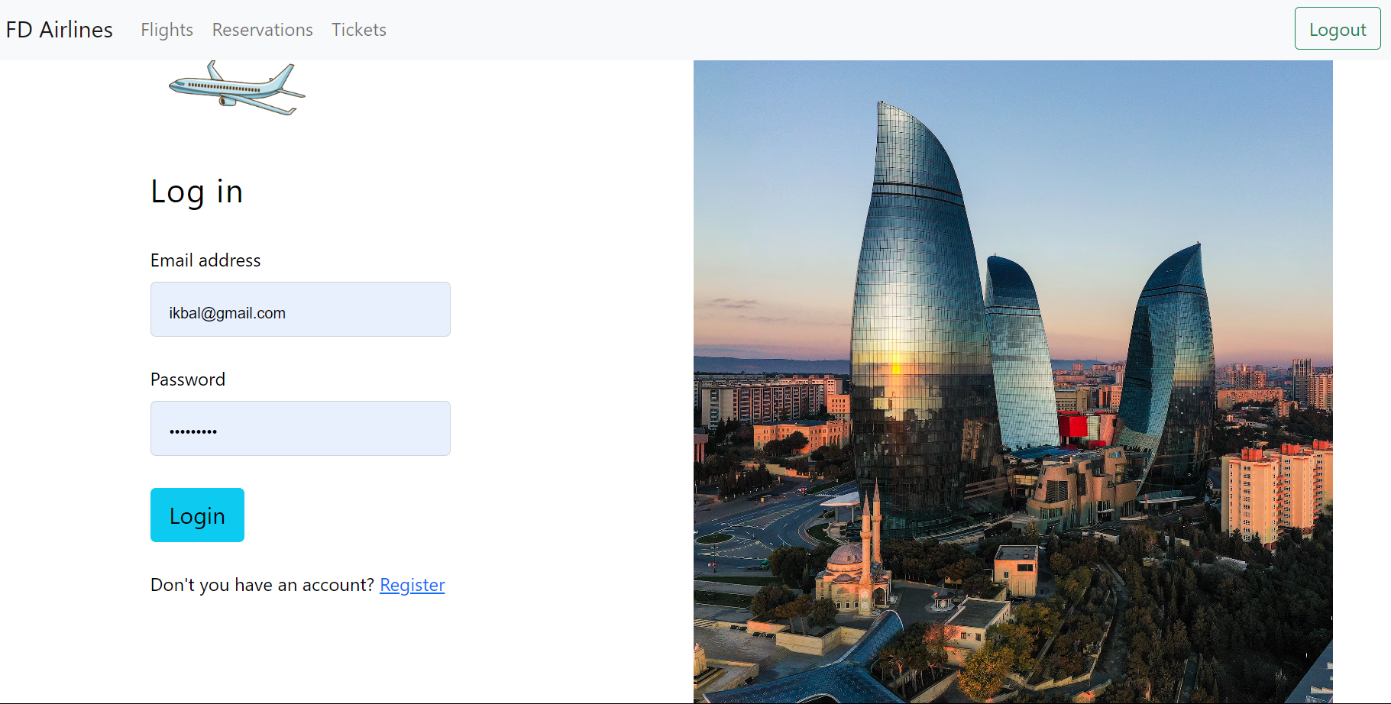 FD Airlines Flights Reservations Tickets Logout
Log in
Email address
ikbal@gmail.com
Password
•••••••••
Login
Don't you have an account? Register